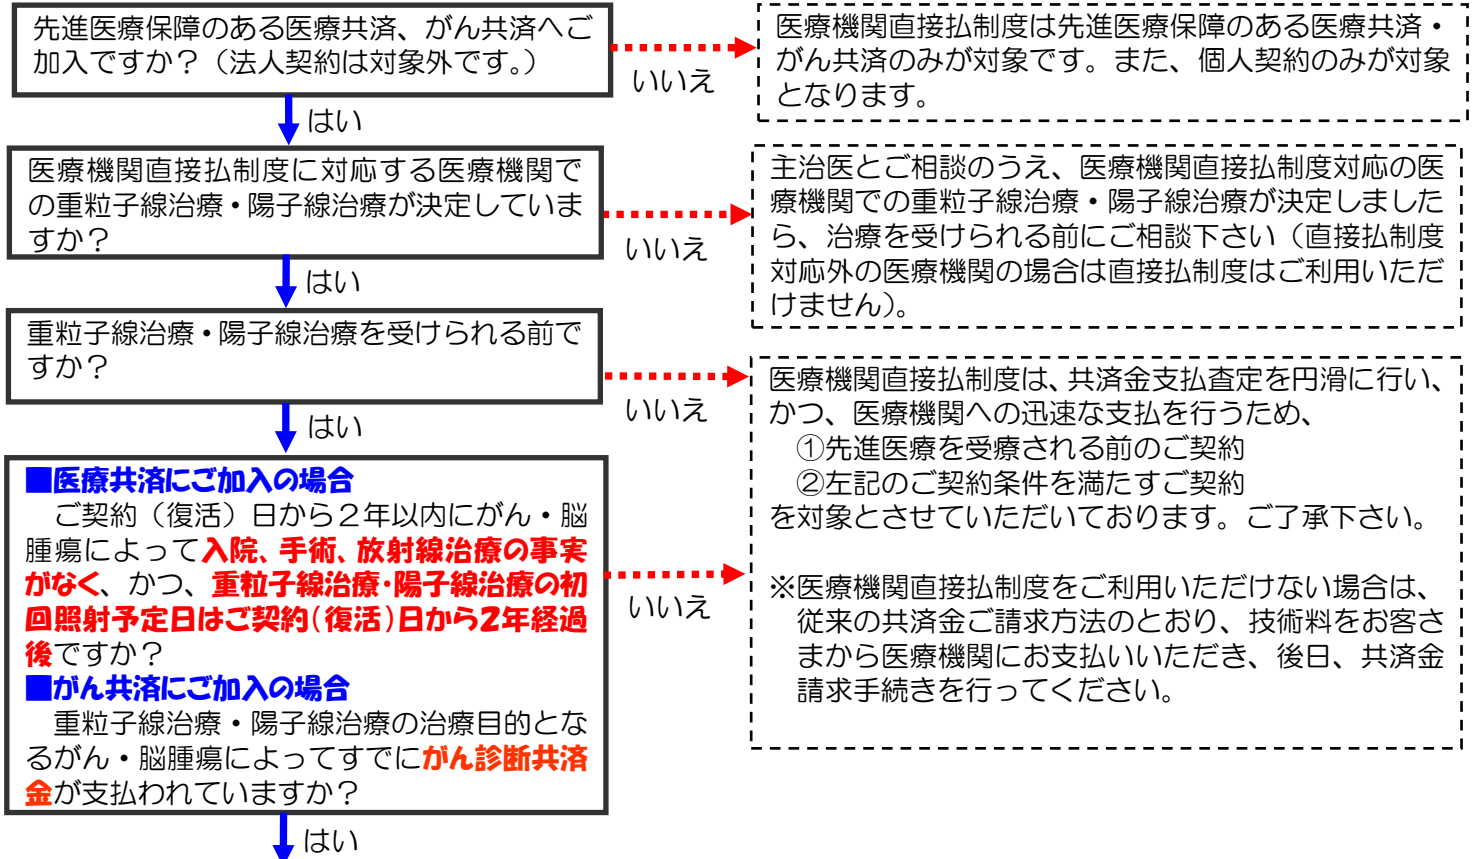 先進医療保障のある医療共済、がん共済へご
加入ですか？（法人契約は対象外です。）
いいえ
医療機関直接払制度は先進医療保障のある医療共済・
がん共済のみが対象です。また、個人契約のみが対象
となります。
はい
医療機関直接払制度に対応する医療機関で
の重粒子線治療・陽子線治療が決定していま
すか？
いいえ
主治医とご相談のうえ、医療機関直接払制度対応の医
療機関での重粒子線治療・陽子線治療が決定しました
ら、治療を受けられる前にご相談下さい（直接払制度
対応外の医療機関の場合は直接払制度はご利用いただ
けません）。
はい
重粒子線治療・陽子線治療を受けられる前で
すか？
いいえ
はい
医療機関直接払制度は、共済金支払査定を円滑に行い、
かつ、医療機関への迅速な支払を行うため、
①先進医療を受療される前のご契約
②左記のご契約条件を満たすご契約
を対象とさせていただいております。ご了承下さい。
※医療機関直接払制度をご利用いただけない場合は、
従来の共済金ご請求方法のとおり、技術料をお客さ
まから医療機関にお支払いいただき、後日、共済金
請求手続きを行ってください。
■医療共済にご加入の場合
ご契約（復活）日から２年以内にがん・脳
腫瘍によって入院、手術、放射線治療の事実
がなく、かつ、重粒子線治療・陽子線治療の初
回照射予定日はご契約（復活）日から2年経過
後ですか？
■がん共済にご加入の場合
重粒子線治療・陽子線治療の治療目的とな
るがん・脳腫瘍によってすでにがん診断共済
金が支払われていますか？
いいえ
はい